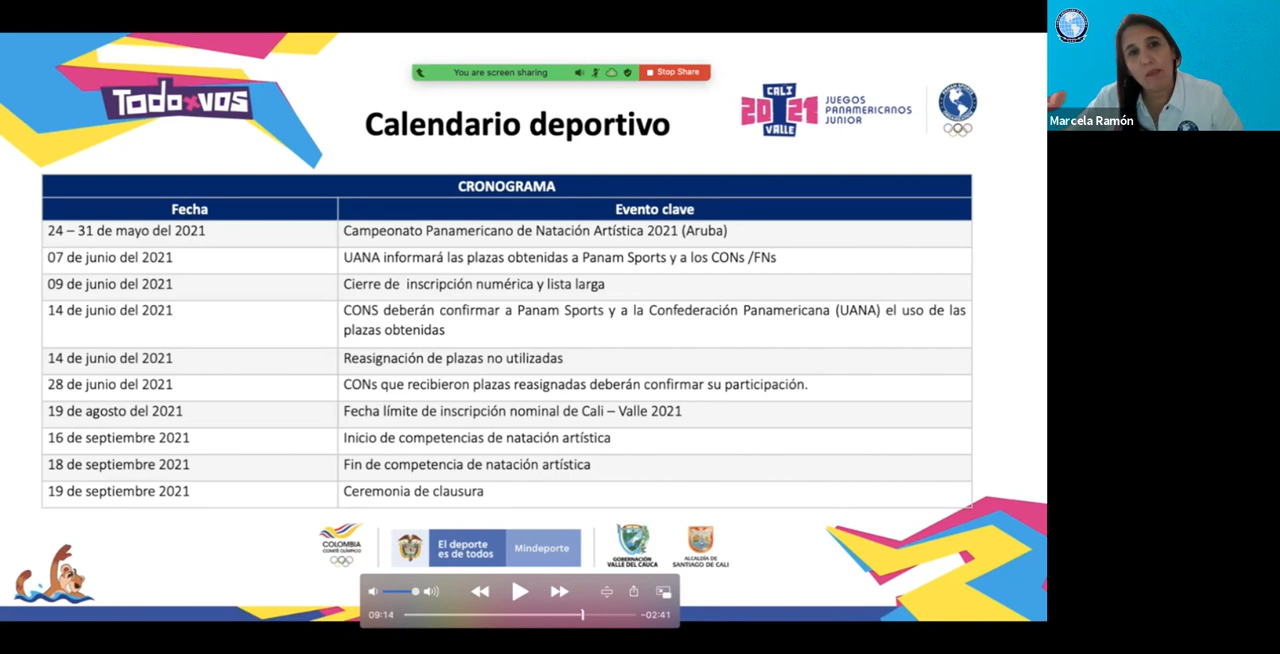 You are screen sharing
Stop Share
Todo x vos
Calendario deportivo
CALI
2021
VALLE
JUEGOS
PANAMERICANOS
JUNIOR
Marcela Ramón
CRONOGRAMA
Fecha Evento clave
24 – 31 de mayo del 2021 Campeonato Panamericano de Natación Artística 2021 (Aruba)
07 de junio del 2021 UANA informará las plazas obtenidas a Panam Sports y a los CONs /FNs
09 de junio del 2021 Cierre de inscripción numérica y lista larga
14 de junio del 2021 CONS deberán confirmar a Panam Sports y a la Confederación Panamericana (UANA) el uso de las
plazas obtenidas
14 de junio del 2021 Reasignación de plazas no utilizadas
28 de junio del 2021 CONs que recibieron plazas reasignadas deberán confirmar su participación.
19 de agosto del 2021 Fecha límite de inscripción nominal de Cali – Valle 2021
16 de septiembre 2021 Inicio de competencias de natación artística
18 de septiembre 2021 Fin de competencia de natación artística
19 de septiembre 2021 Ceremonia de clausura
COLOMBIA
COMITÉ OLÍMPICO
El deporte
es de todos
Mindeporte
GOBERNACIÓN
VALLE DEL CAUCA
ALCALDÍA DE
SANTIAGO DE CALI
09:14 -02:41